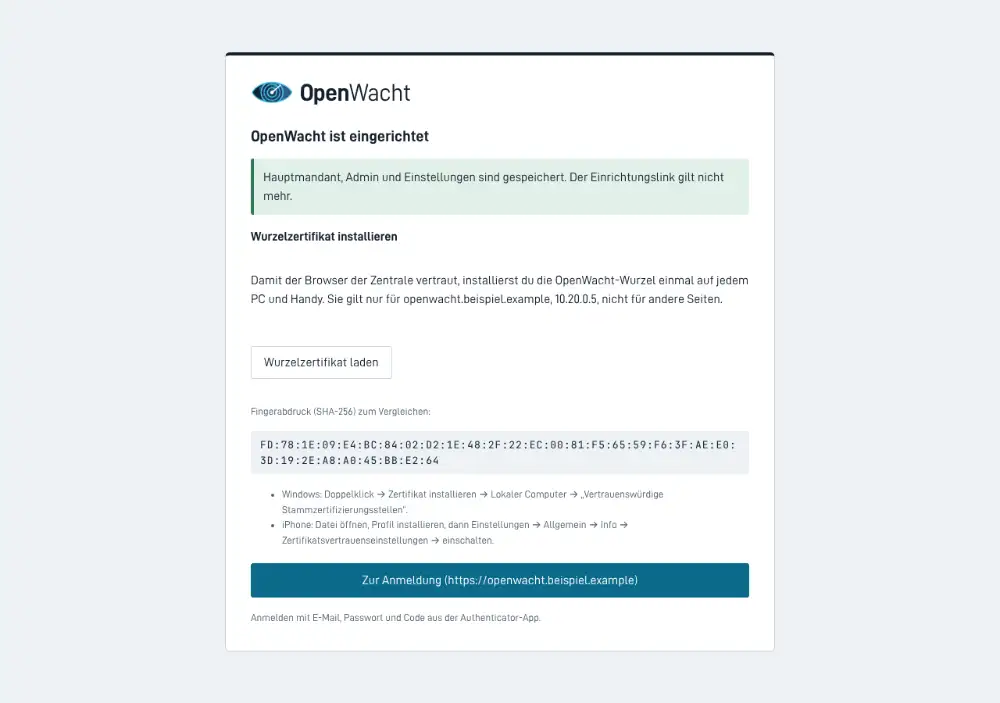 OpenWacht
OpenWacht ist eingerichtet
Hauptmandant, Admin und Einstellungen sind gespeichert. Der Einrichtungslink gilt nicht
mehr.
Wurzelzertifikat installieren
Damit der Browser der Zentrale vertraut, installierst du die OpenWacht-Wurzel einmal auf jedem
PC und Handy. Sie gilt nur für openwacht.beispiel.example, 10.20.0.5, nicht für andere Seiten.
Wurzelzertifikat laden
Fingerabdruck (SHA-256) zum Vergleichen:
FD:78:1E:09:E4:BC:84:02:D2:1E:48:2F:22:EC:00:81:F5:65:59:F6:3F:AE:E0:
3D:19:2E:A8:A0:45:BB:E2:64
• Windows: Doppelklick → Zertifikat installieren → Lokaler Computer → „Vertrauenswürdige
Stammzertifizierungsstellen“.
• iPhone: Datei öffnen, Profil installieren, dann Einstellungen → Allgemein → Info →
Zertifikatsvertrauenseinstellungen → einschalten.
Zur Anmeldung (https://openwacht.beispiel.example)
Anmelden mit E-Mail, Passwort und Code aus der Authenticator-App.